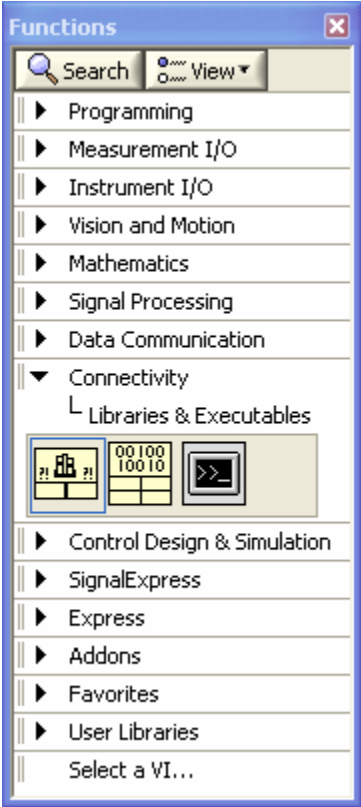 Functions
Search View
Programming
Measurement I/O
Instrument I/O
Vision and Motion
Mathematics
Signal Processing
Data Communication
Connectivity
Libraries & Executables
?! ?! 00100 >>_
10010
Control Design & Simulation
SignalExpress
Express
Addons
Favorites
User Libraries
Select a VI...